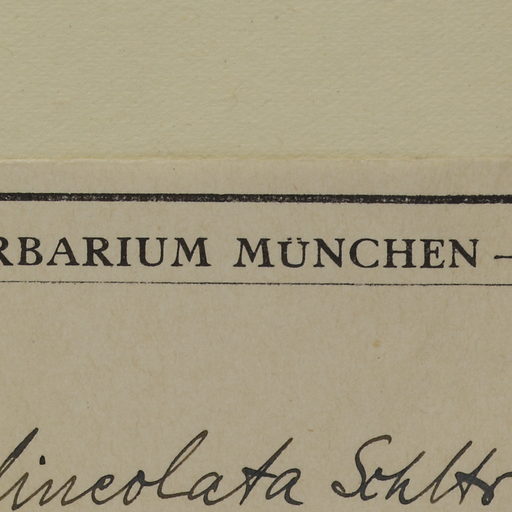 RBARIUM MÜNCHEN —
lineolata Schltr